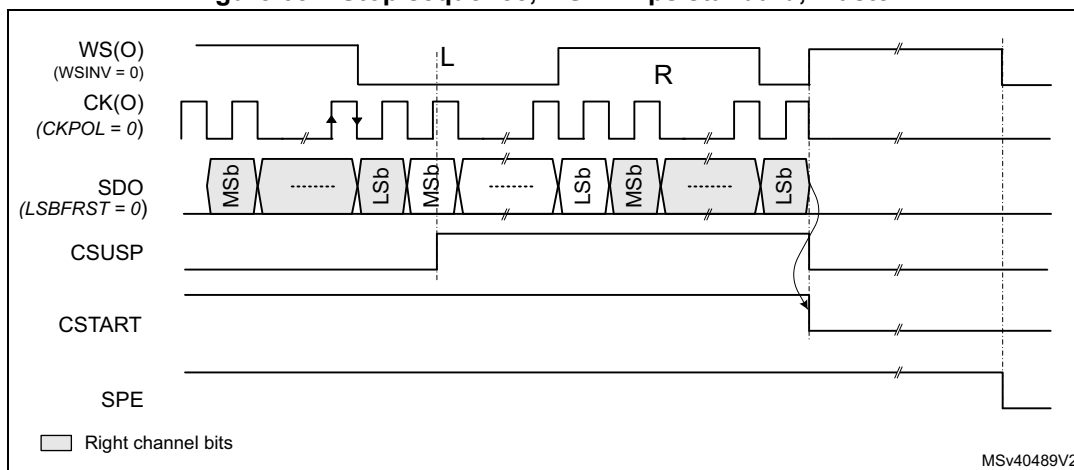 WS(O)
(WSINV = 0)
L
R
CK(O)
(CKPOL = 0)
SDO
(LSBFRST = 0)
MSb
--------
LSb
MSb
--------
LSb
MSb
--------
LSb
CSUSP
CSTART
SPE
Right channel bits
MSv40489V2